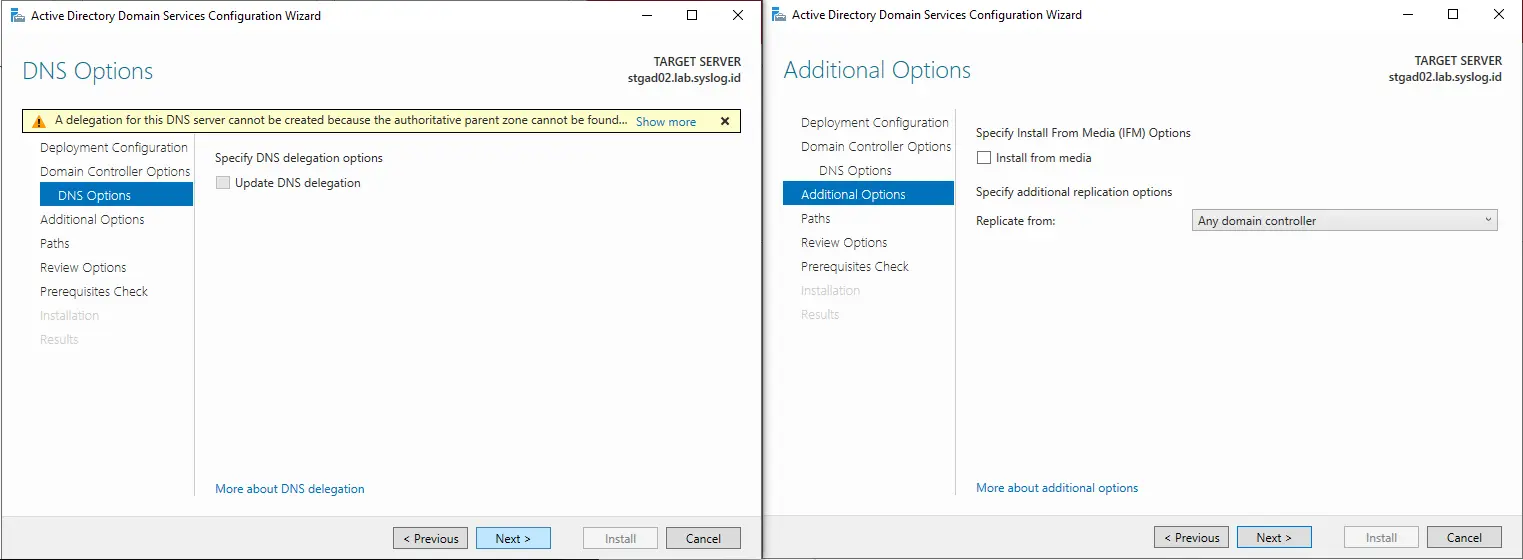 Active Directory Domain Services Configuration Wizard
DNS Options
TARGET SERVER
stgad02.lab.syslog.id
A delegation for this DNS server cannot be created because the authoritative parent zone cannot be found... Show more
Deployment Configuration
Domain Controller Options
DNS Options
Additional Options
Paths
Review Options
Prerequisites Check
Installation
Results
Specify DNS delegation options
Update DNS delegation
More about DNS delegation
< Previous Next > Install Cancel
Active Directory Domain Services Configuration Wizard
Additional Options
TARGET SERVER
stgad02.lab.syslog.id
Deployment Configuration
Domain Controller Options
DNS Options
Additional Options
Paths
Review Options
Prerequisites Check
Installation
Results
Specify Install From Media (IFM) Options
Install from media
Specify additional replication options
Replicate from: Any domain controller
More about additional options
< Previous Next > Install Cancel